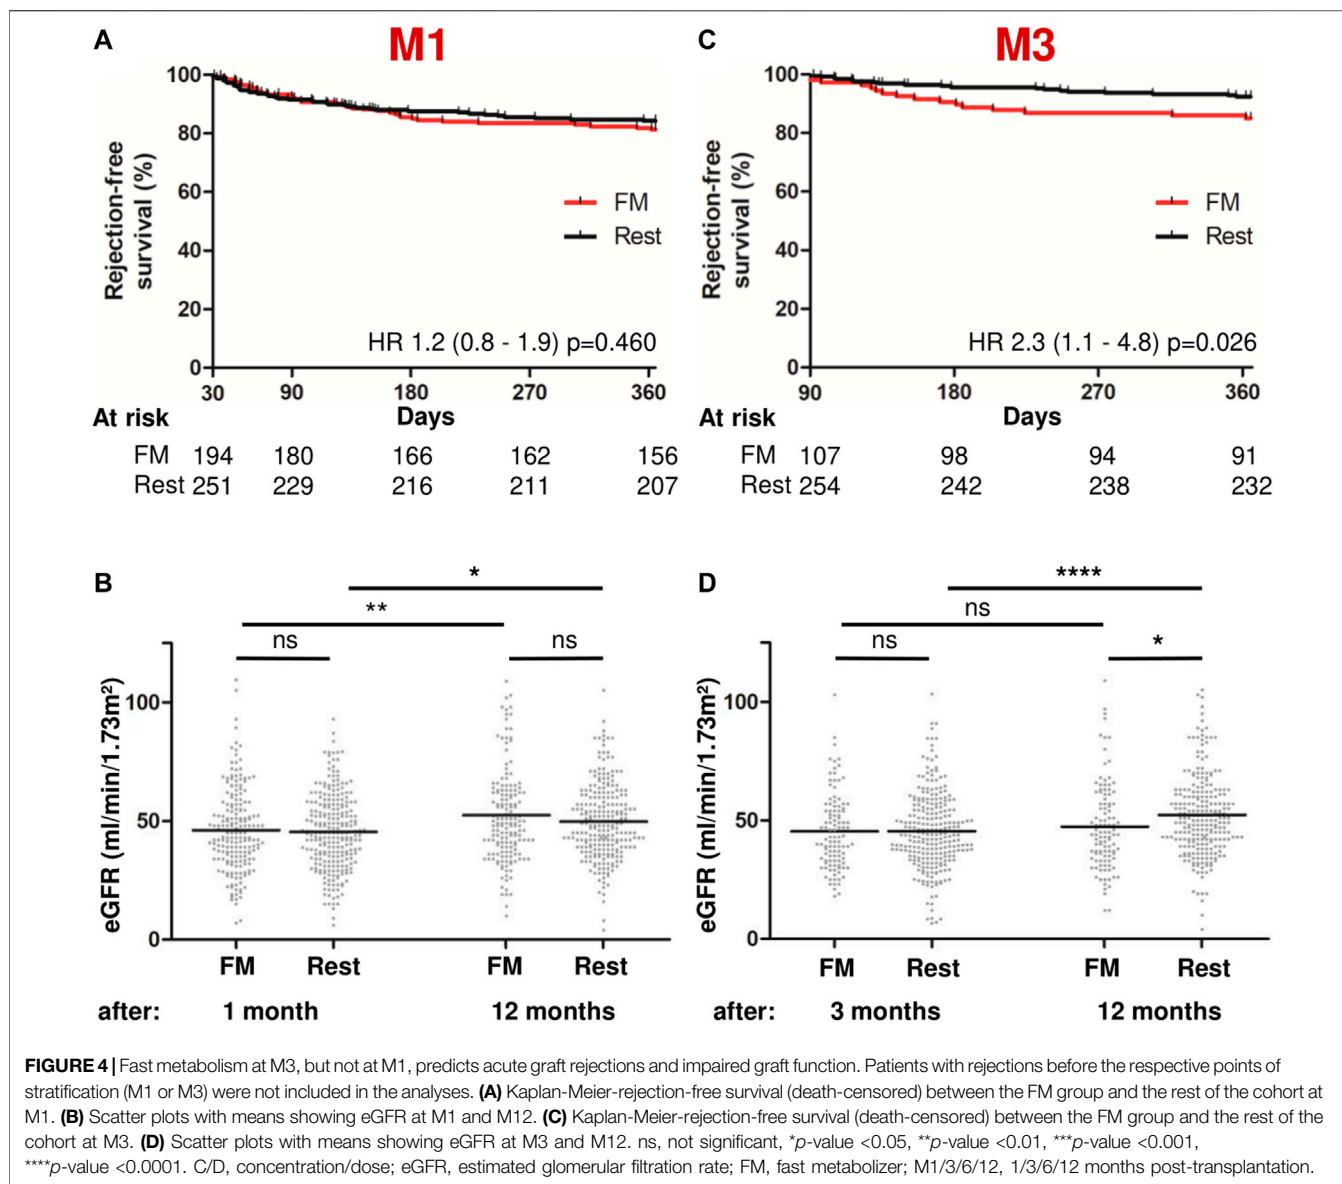 A
M1
100
80
60
40
20
0
Rejection-free
survival (%)
FM
Rest
HR 1.2 (0.8 - 1.9) p=0.460
30 90 180 270 360
At risk Days
FM 194 180 166 162 156
Rest 251 229 216 211 207
C
M3
100
80
60
40
20
0
Rejection-free
survival (%)
FM
Rest
HR 2.3 (1.1 - 4.8) p=0.026
90 180 270 360
At risk Days
FM 107 98 94 91
Rest 254 242 238 232
B
*
**
ns ns
100
50
0
eGFR (ml/min/1.73m²)
FM Rest FM Rest
after: 1 month 12 months
D
****
ns
ns *
100
50
0
eGFR (ml/min/1.73m²)
FM Rest FM Rest
after: 3 months 12 months
FIGURE 4 | Fast metabolism at M3, but not at M1, predicts acute graft rejections and impaired graft function. Patients with rejections before the respective points of
stratification (M1 or M3) were not included in the analyses. (A) Kaplan-Meier-rejection-free survival (death-censored) between the FM group and the rest of the cohort at
M1. (B) Scatter plots with means showing eGFR at M1 and M12. (C) Kaplan-Meier-rejection-free survival (death-censored) between the FM group and the rest of the
cohort at M3. (D) Scatter plots with means showing eGFR at M3 and M12. ns, not significant, *p-value <0.05, **p-value <0.01, ***p-value <0.001,
****p-value <0.0001. C/D, concentration/dose; eGFR, estimated glomerular filtration rate; FM, fast metabolizer; M1/3/6/12, 1/3/6/12 months post-transplantation.